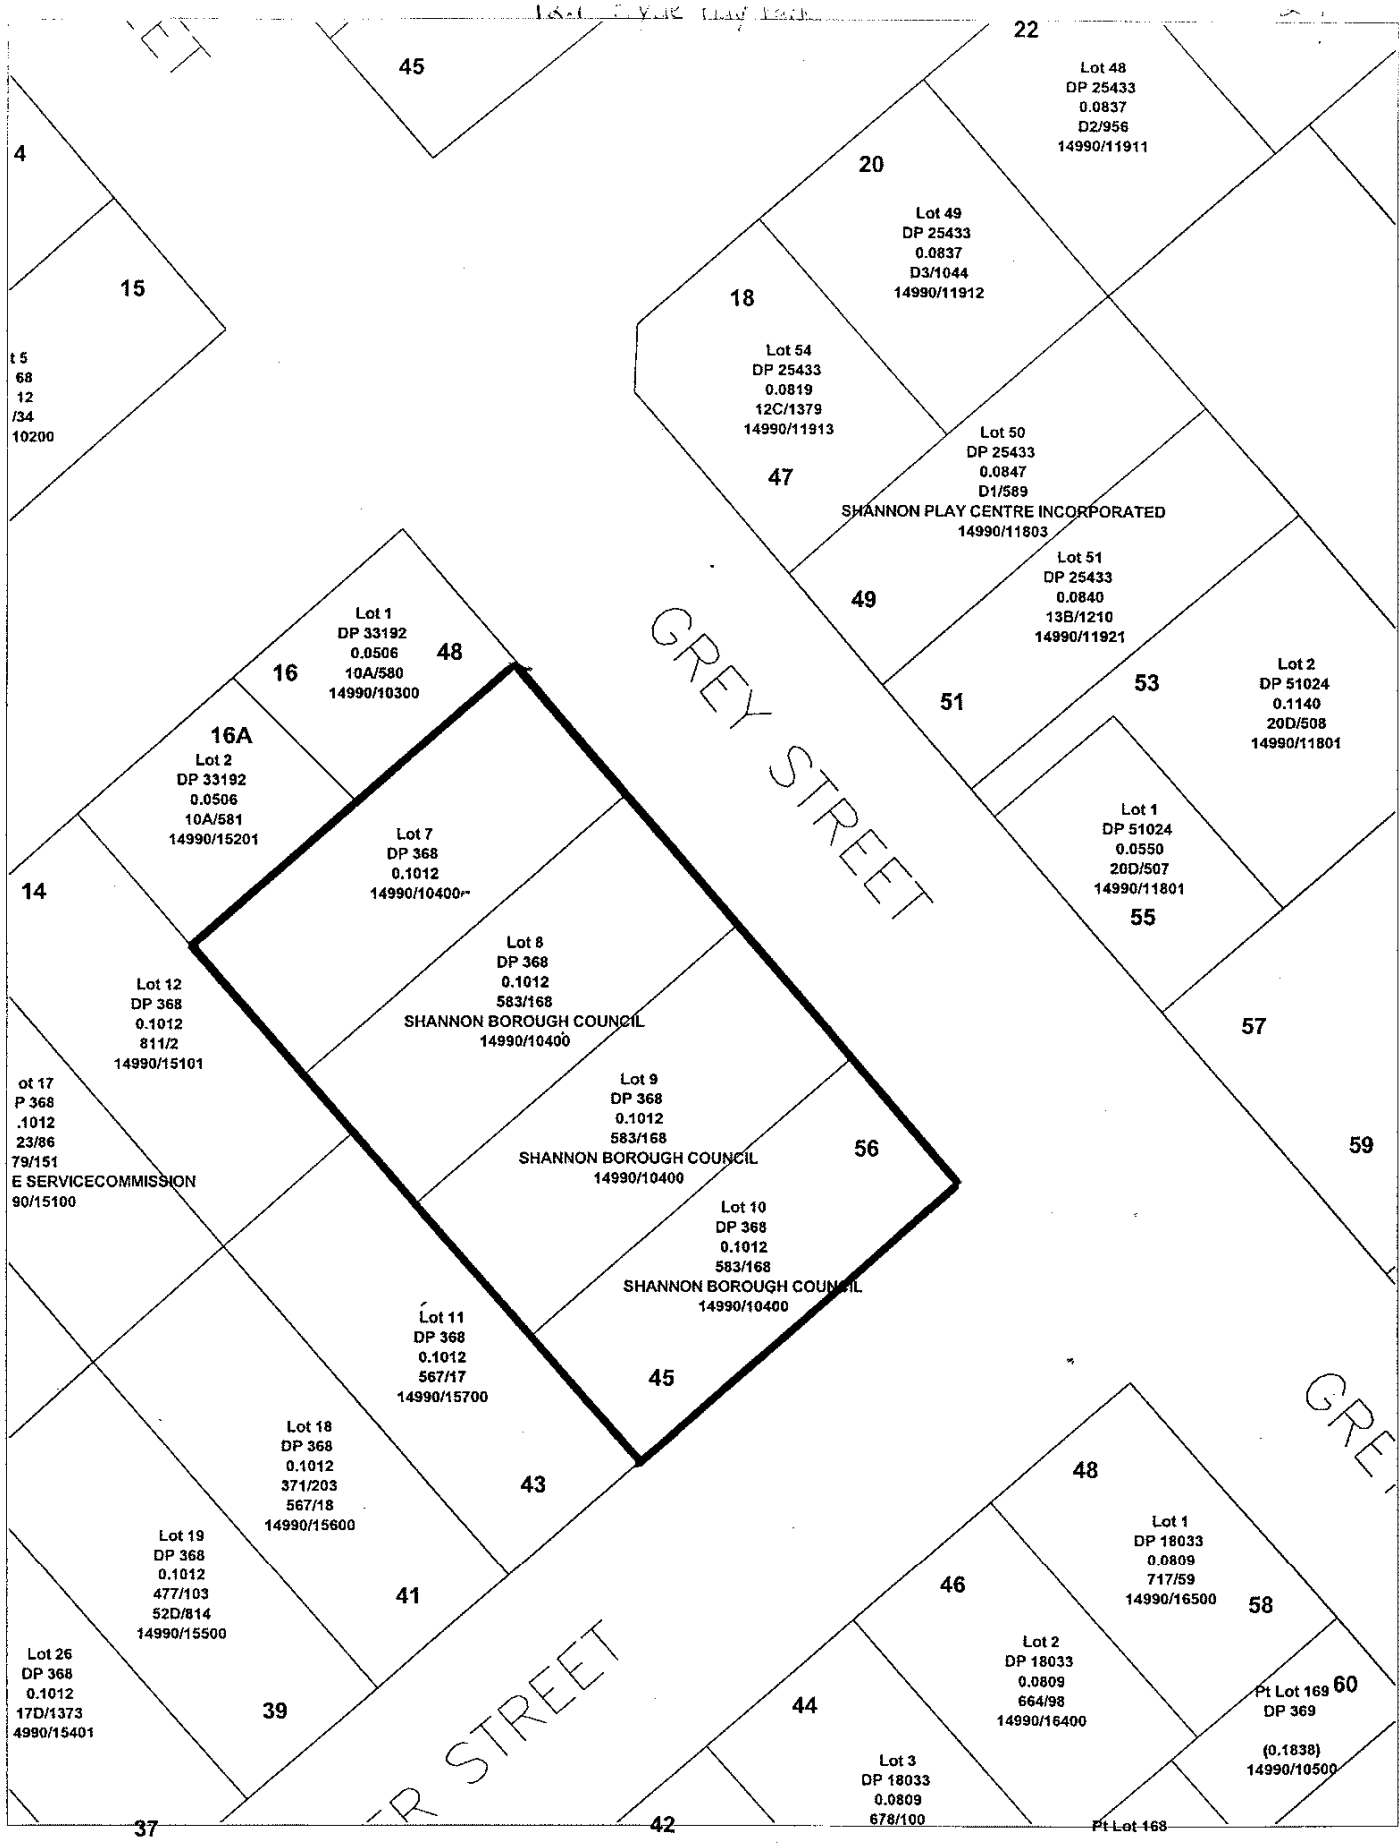 22
45
Lot 48
DP 25433
0.0837
D2/956
14990/11911
4
20
Lot 49
DP 25433
0.0837
D3/1044
14990/11912
15
18
t 5
68
12
/34
10200
Lot 54
DP 25433
0.0819
12C/1379
14990/11913
47
Lot 50
DP 25433
0.0847
D1/589
SHANNON PLAY CENTRE INCORPORATED
14990/11803
49
Lot 51
DP 25433
0.0840
13B/1210
14990/11921
51
53
Lot 2
DP 51024
0.1140
20D/508
14990/11801
GREY STREET
Lot 1
DP 33192
0.0506
10A/580
14990/10300
48
16
16A
Lot 2
DP 33192
0.0506
10A/581
14990/15201
Lot 7
DP 368
0.1012
14990/10400
Lot 1
DP 51024
0.0550
20D/507
14990/11801
55
14
Lot 8
DP 368
0.1012
583/168
SHANNON BOROUGH COUNCIL
14990/10400
Lot 12
DP 368
0.1012
811/2
14990/15101
57
ot 17
P 368
.1012
23/86
79/151
E SERVICECOMMISSION
90/15100
Lot 9
DP 368
0.1012
583/168
SHANNON BOROUGH COUNCIL
14990/10400
56
59
Lot 10
DP 368
0.1012
583/168
SHANNON BOROUGH COUNCIL
14990/10400
45
Lot 11
DP 368
0.1012
567/17
14990/15700
43
GRE
Lot 18
DP 368
0.1012
371/203
567/18
14990/15600
41
48
Lot 1
DP 18033
0.0809
717/59
14990/16500
58
46
Lot 19
DP 368
0.1012
477/103
52D/814
14990/15500
39
Lot 2
DP 18033
0.0809
664/98
14990/16400
Lot 26
DP 368
0.1012
17D/1373
4990/15401
ER STREET
44
Pt Lot 169
DP 369
(0.1838)
14990/10500
60
Lot 3
DP 18033
0.0809
678/100
37
42
Pt Lot 168